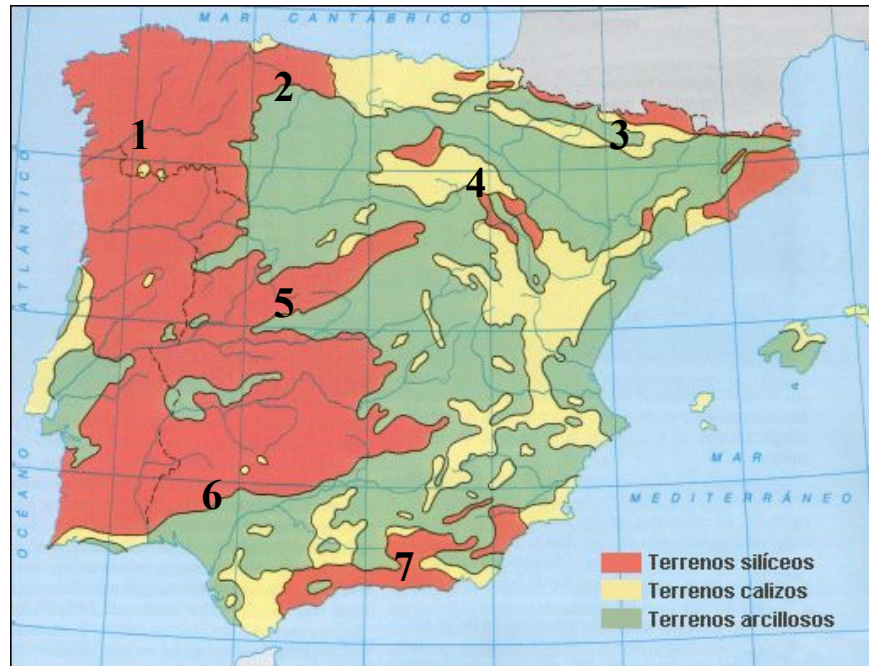 MAR CANTÁBRICO
2
1
3
4
ATLÁNTICO
5
MAR
MEDITERRÁNEO
6
OCÉANO
7
Terrenos silíceos
Terrenos calizos
Terrenos arcillosos